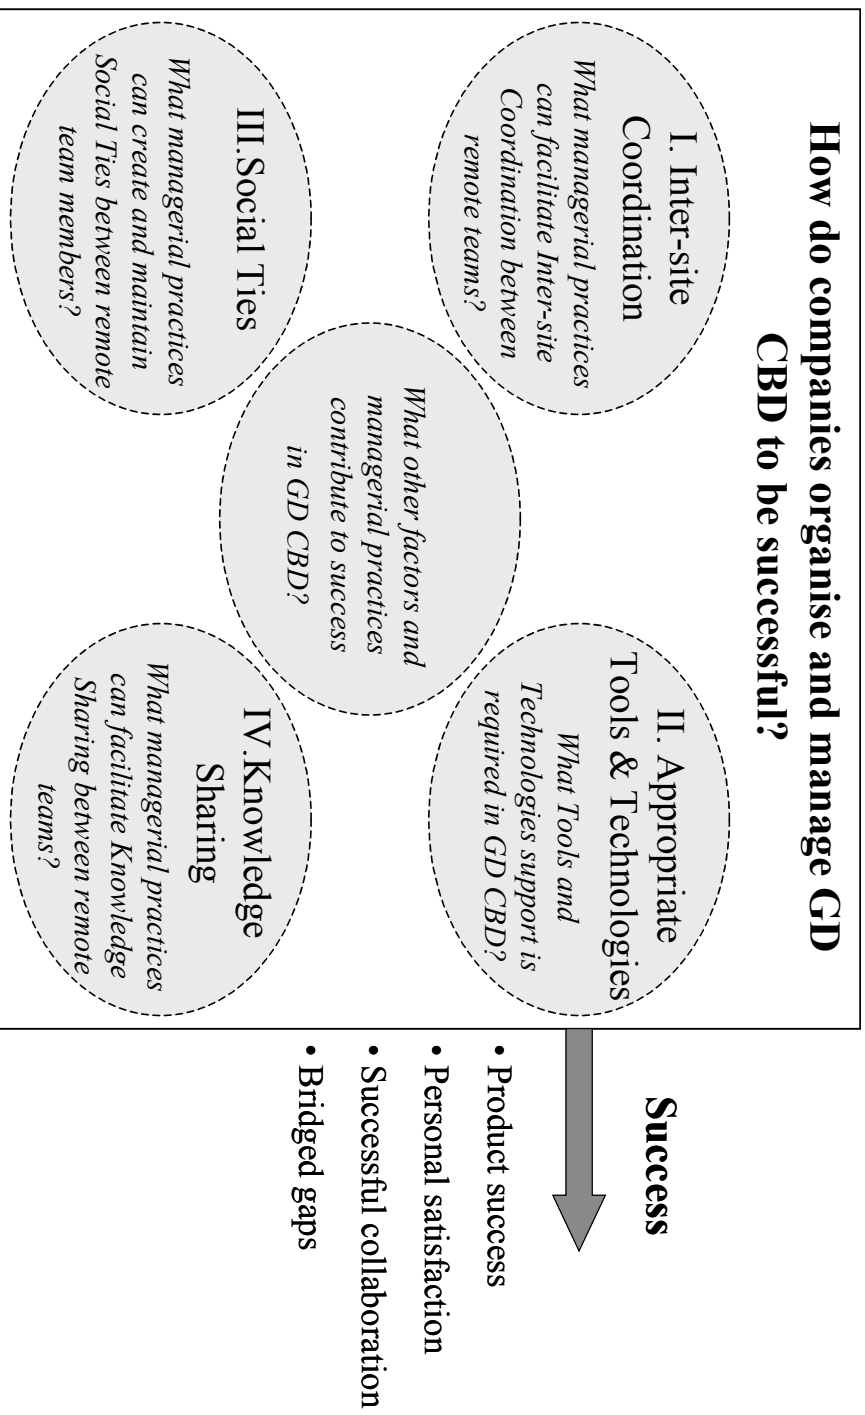 How do companies organise and manage GD
CBD to be successful?
I. Inter-site
Coordination
What managerial practices
can facilitate Inter-site
Coordination between
remote teams?
II. Appropriate
Tools & Technologies
What Tools and
Technologies support is
required in GD CBD?
What other factors and
managerial practices
contribute to success
in GD CBD?
III.Social Ties
What managerial practices
can create and maintain
Social Ties between remote
team members?
IV.Knowledge
Sharing
What managerial practices
can facilitate Knowledge
Sharing between remote
teams?
Success
• Product success
• Personal satisfaction
• Successful collaboration
• Bridged gaps